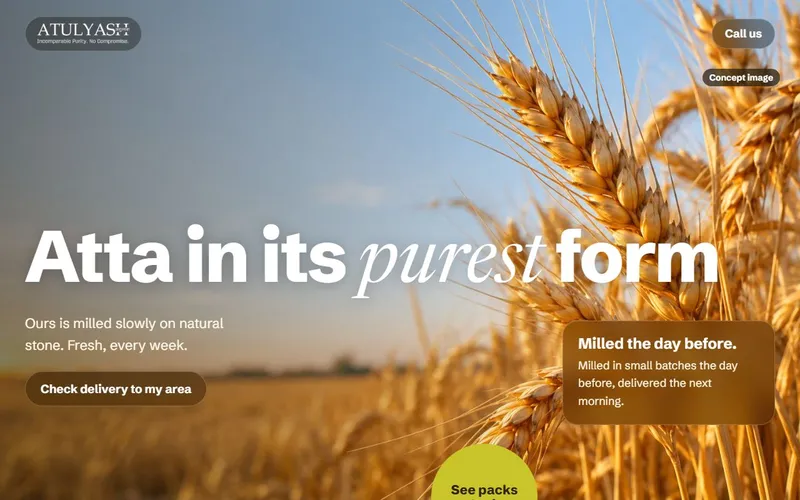 ATULYASH
Incomparable Purity. No Compromise.
Call us
Concept image
Atta in its purest form
Ours is milled slowly on natural
stone. Fresh, every week.
Check delivery to my area
Milled the day before.
Milled in small batches the day
before, delivered the next
morning.
See packs